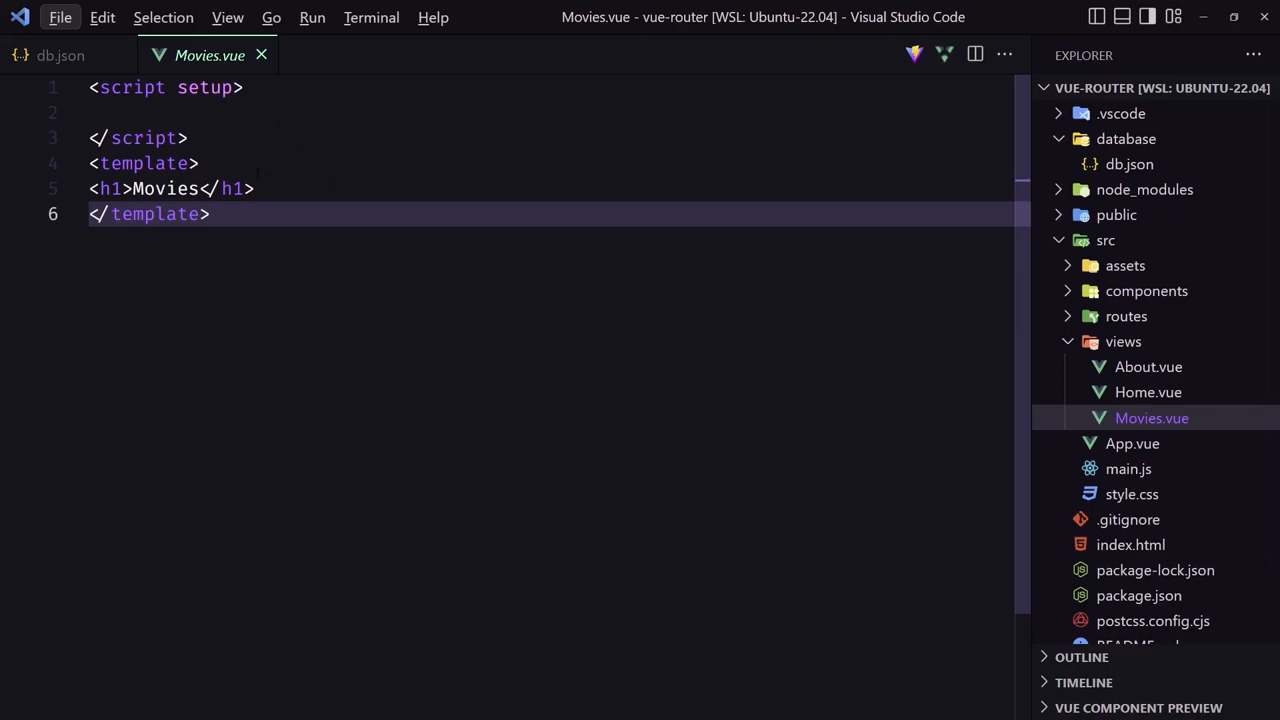 File Edit Selection View Go Run Terminal Help
Movies.vue - vue-router [WSL: Ubuntu-22.04] - Visual Studio Code
{..} db.json
Movies.vue
1 <script setup>
2
3 </script>
4 <template>
5 <h1>Movies</h1>
6 </template>
EXPLORER
VUE-ROUTER [WSL: UBUNTU-22.04]
.vscode
database
{..} db.json
node_modules
public
src
assets
components
routes
views
About.vue
Home.vue
Movies.vue
App.vue
main.js
style.css
.gitignore
index.html
package-lock.json
package.json
postcss.config.cjs
OUTLINE
TIMELINE
VUE COMPONENT PREVIEW